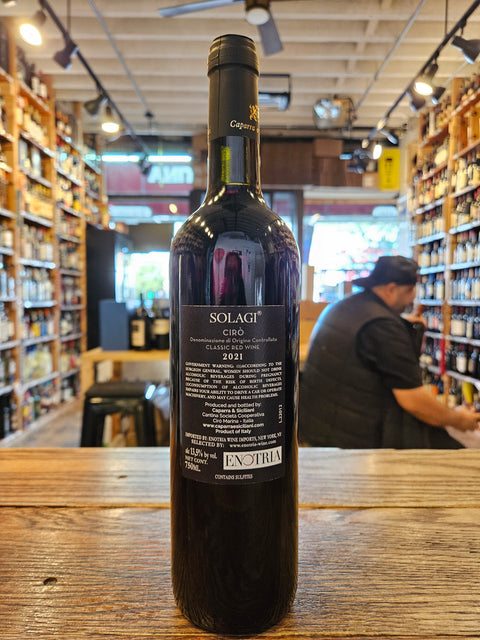 Caparra
SOLAGI®
CIRÒ
Denominazione di Origine Controllata
CLASSIC RED WINE
2021
GOVERNMENT WARNING: (1)ACCORDING TO THE
SURGEON GENERAL, WOMEN SHOULD NOT DRINK
ALCOHOLIC BEVERAGES DURING PREGNANCY
BECAUSE OF THE RISK OF BIRTH DEFECTS.
(2)CONSUMPTION OF ALCOHOLIC BEVERAGES
IMPAIRS YOUR ABILITY TO DRIVE A CAR OR OPERATE
MACHINERY, AND MAY CAUSE HEALTH PROBLEMS.
Produced and bottled by:
Caparra & Siciliani
Cantina Società Cooperativa
Cirò Marina - Italia
www.caparraesiciliani.com
Product of Italy
L22012
IMPORTED BY: ENOTRIA WINE IMPORTS, NEW YORK, NY
SELECTED BY: www.enotria-wine.com
alc 13,5% by vol.
NET CONT.
750ML.
ENOTRIA
CONTAINS SULFITES